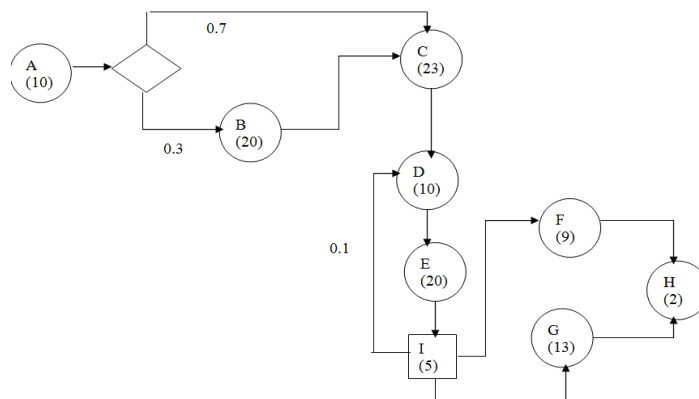 0.7
A
(10)
C
(23)
B
(20)
0.3
D
(10)
F
(9)
0.1
E
(20)
H
(2)
G
(13)
I
(5)